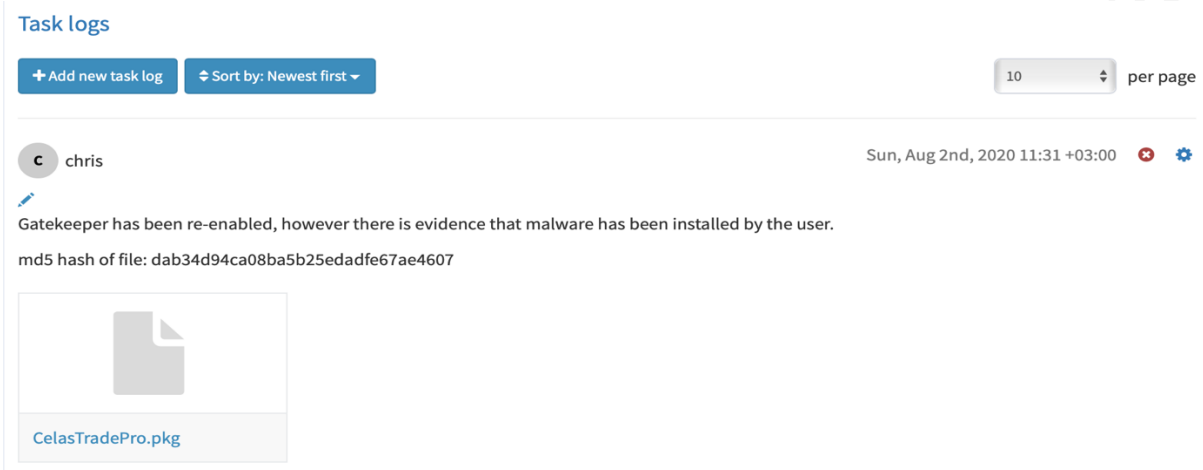 Task logs
+ Add new task log
Sort by: Newest first
10
per page
C
chris
Sun, Aug 2nd, 2020 11:31 +03:00
Gatekeeper has been re-enabled, however there is evidence that malware has been installed by the user.
md5 hash of file: dab34d94ca08ba5b25edadfe67ae4607
CelasTradePro.pkg